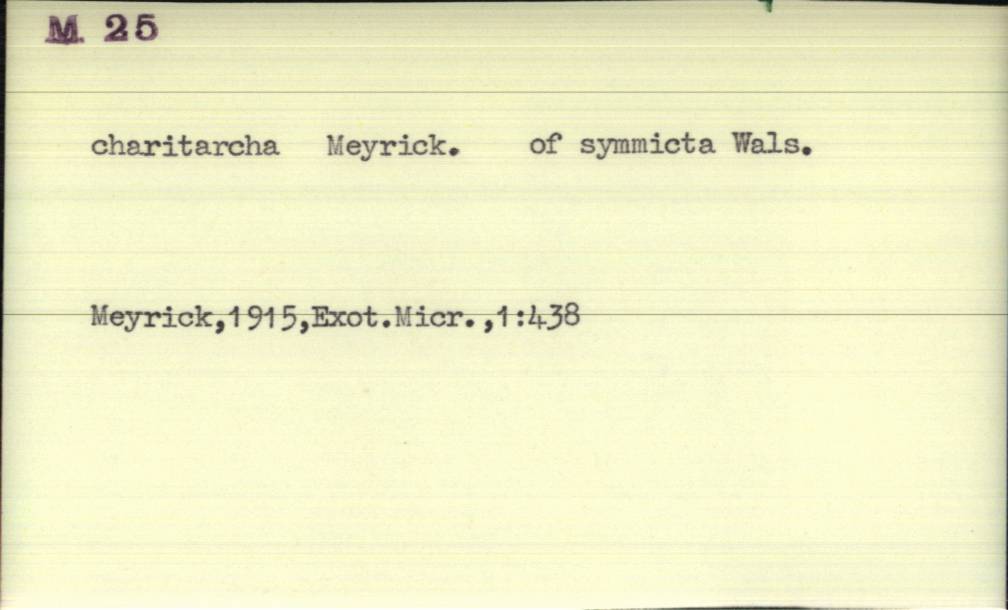 M. 25
charitarcha Meyrick. of symmicta Wals.
Meyrick,1915,Exot.Micr.,1:438